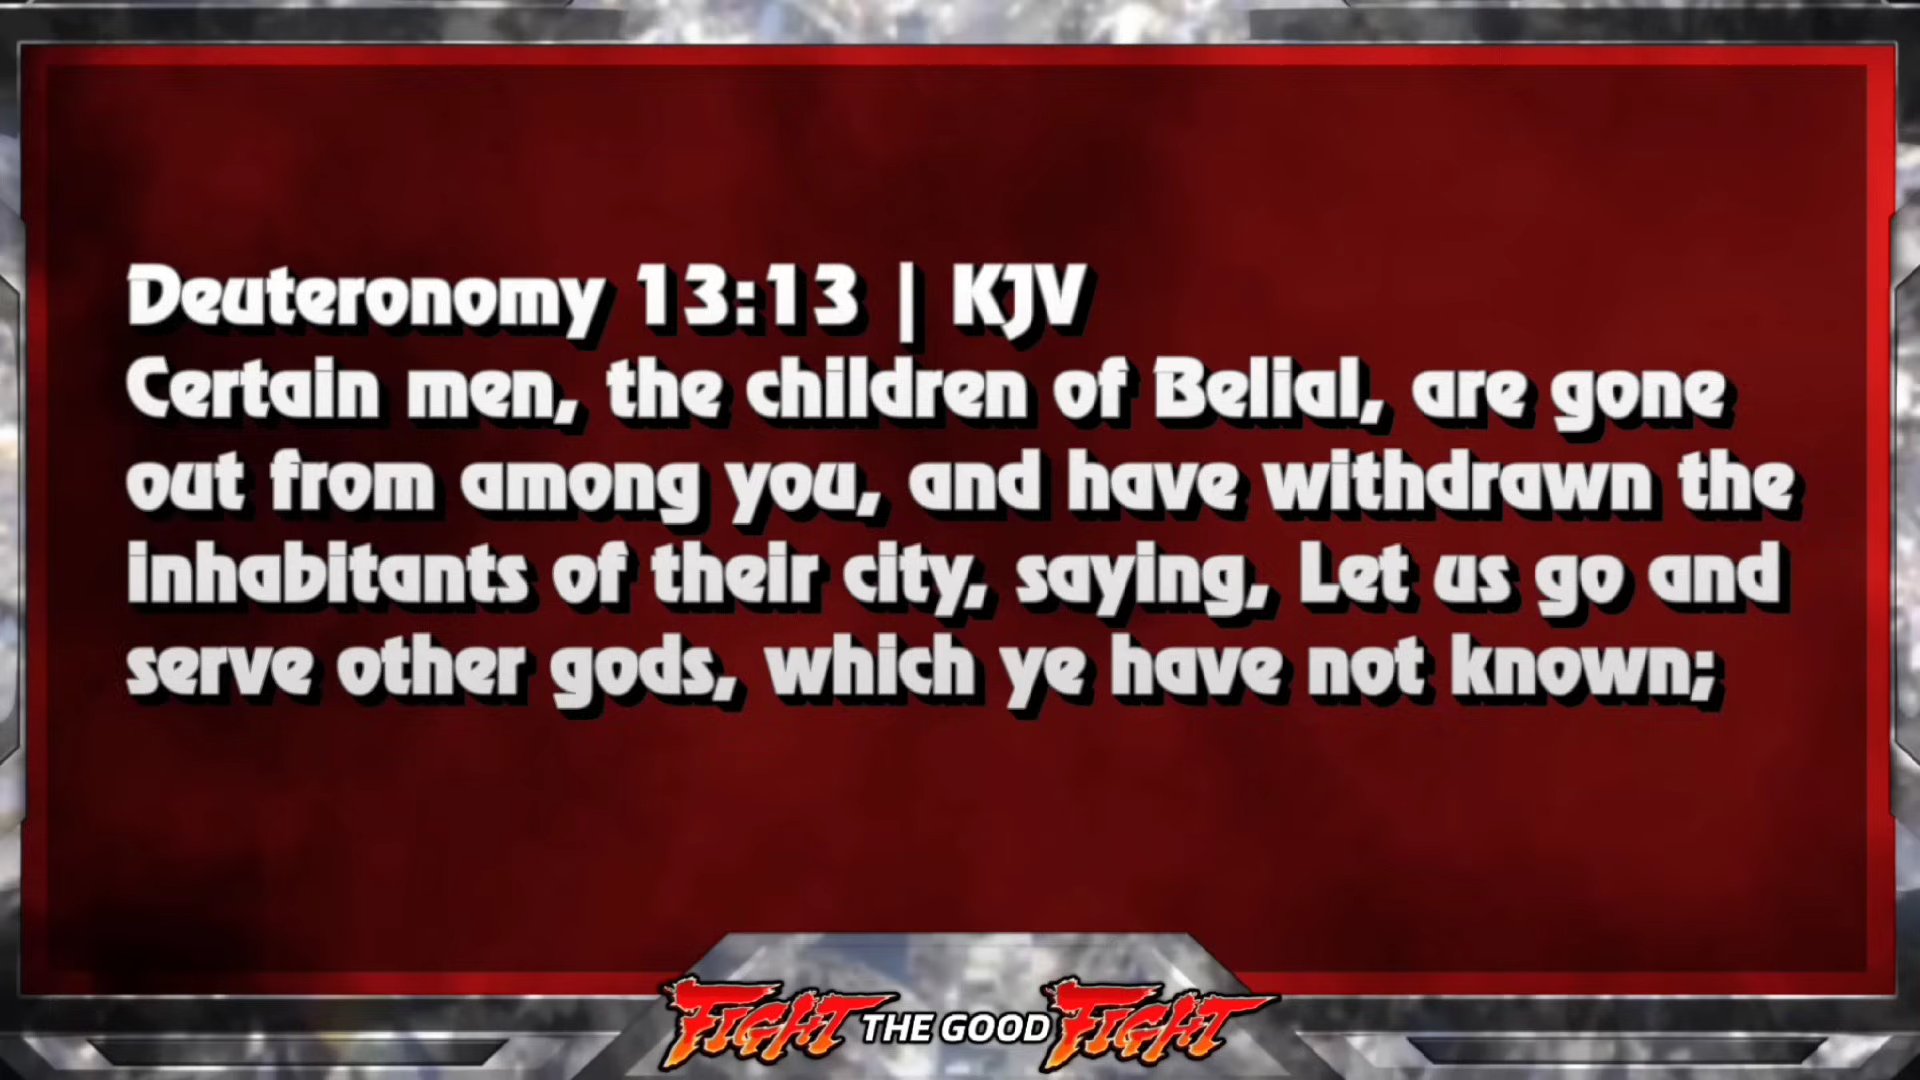 Deuteronomy 13:13 | KJV
Certain men, the children of Belial, are gone
out from among you, and have withdrawn the
inhabitants of their city, saying, Let us go and
serve other gods, which ye have not known;
FIGHT THE GOOD FIGHT